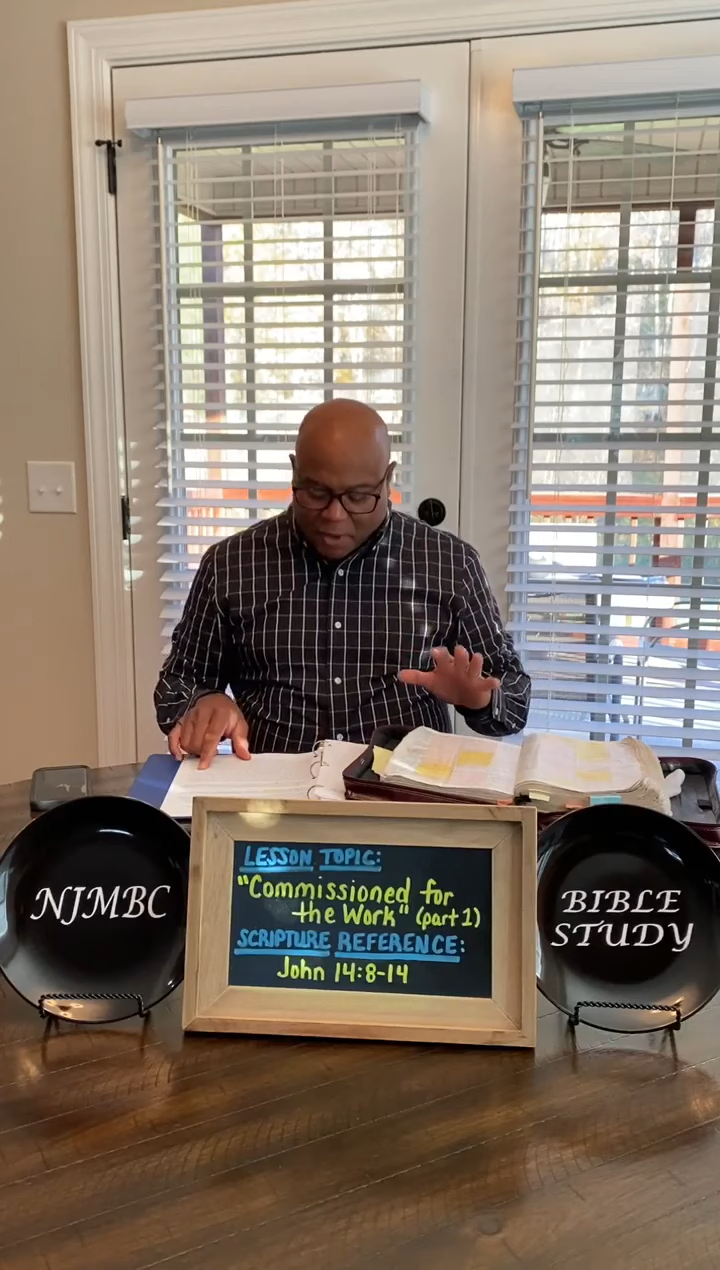 NJMBC
LESSON TOPIC:
"Commissioned for
the Work" (part 1)
SCRIPTURE REFERENCE:
John 14:8-14
BIBLE
STUDY